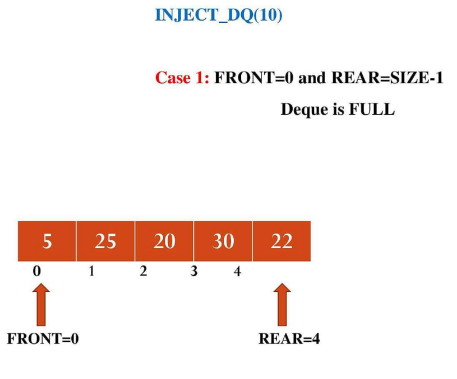 INJECT_DQ(10)
Case 1: FRONT=0 and REAR=SIZE-1
Deque is FULL
5 25 20 30 22
0 1 2 3 4
FRONT=0 REAR=4